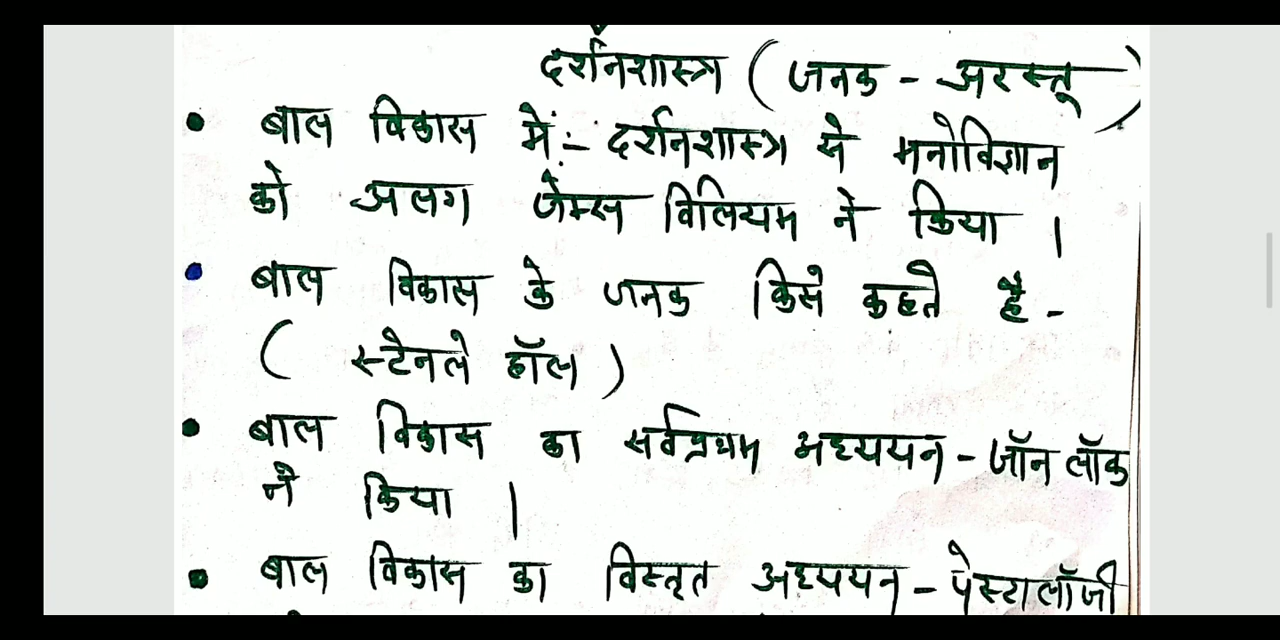 दर्शनशास्त्र ( जनक - अरस्तू )
• बाल विकास में:- दर्शनशास्त्र से मनोविज्ञान
को अलग जेम्स विलियम ने किया ।
• बाल विकास के जनक किसे कहते है -
( स्टेनले हॉल )
• बाल विकास का सर्वप्रथम अध्ययन - जॉन लॉक
ने किया ।
• बाल विकास का विस्तृत अध्ययन - पेस्टालॉजी